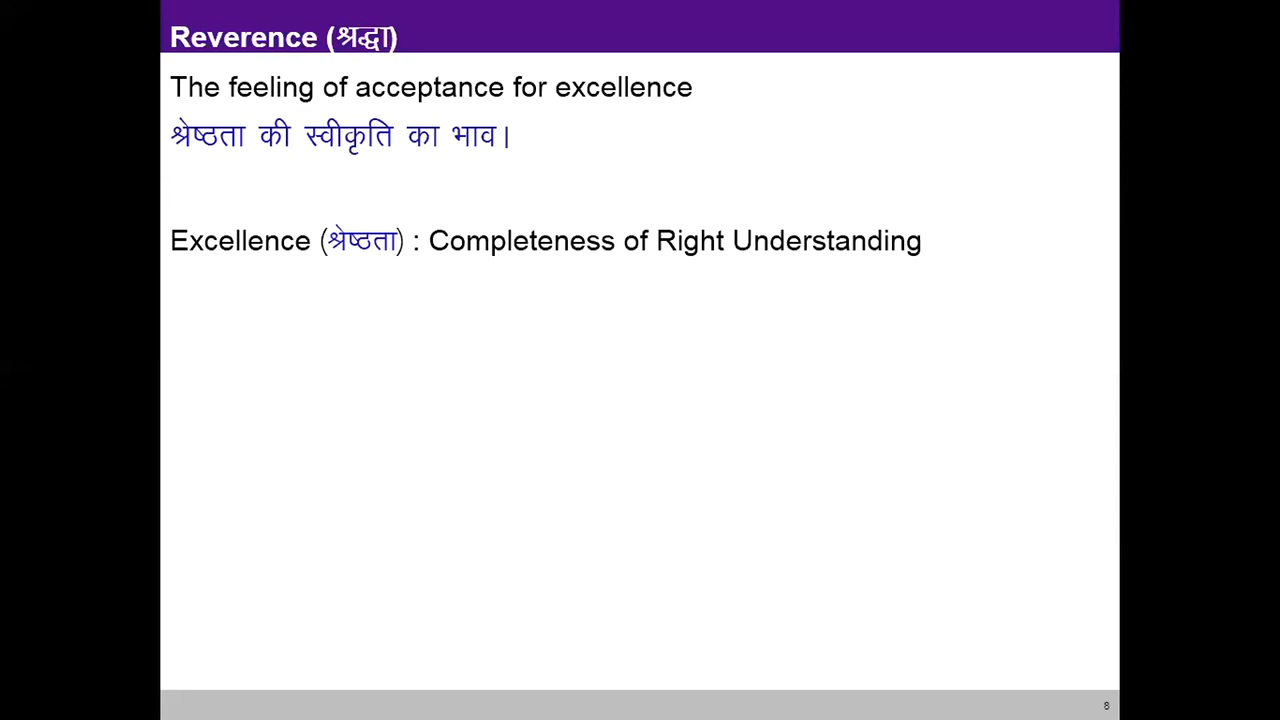 Reverence (श्रद्धा)
The feeling of acceptance for excellence
श्रेष्ठता की स्वीकृति का भाव।
Excellence (श्रेष्ठता) : Completeness of Right Understanding
8